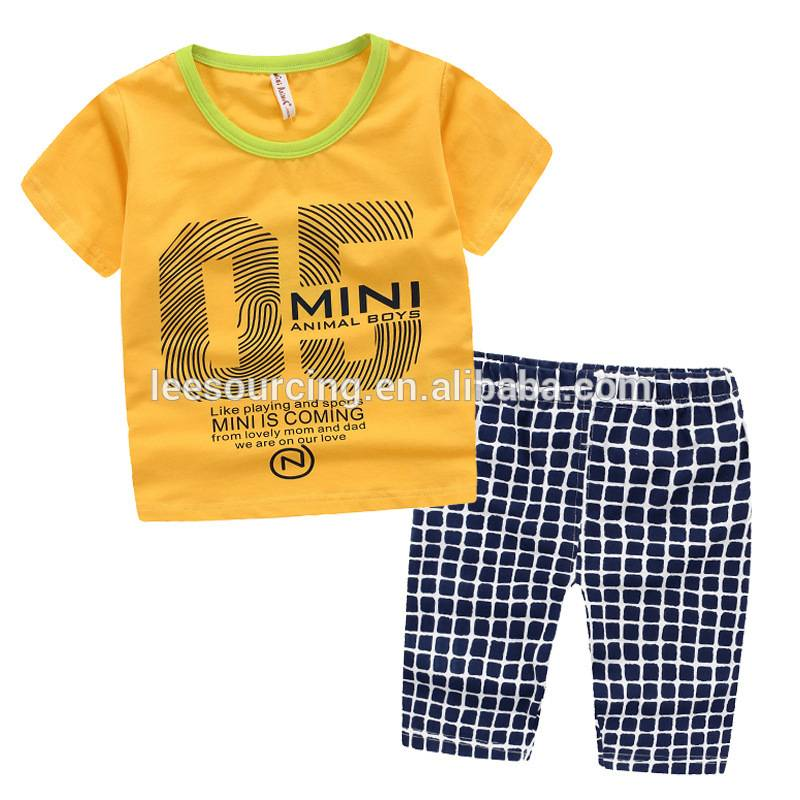 05
MINI
ANIMAL BOYS
leesourcing.en.alibaba.com
Like playing and sports
MINI IS COMING
from lovely mom and dad
we are on our love
N